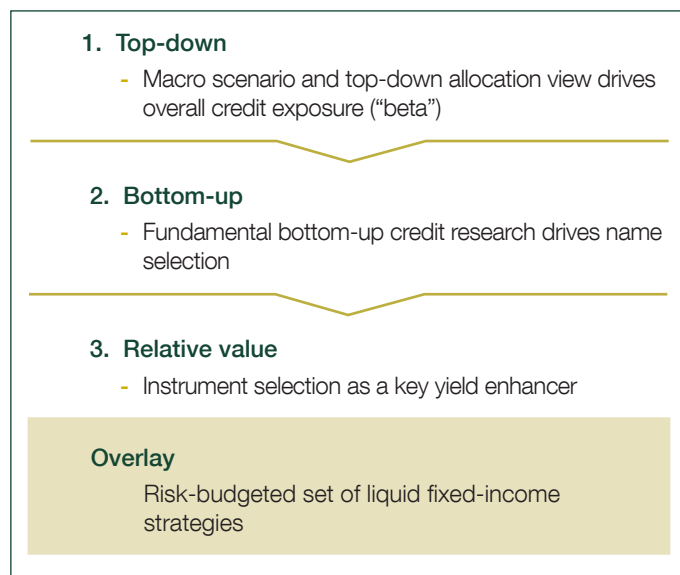 1. Top-down
- Macro scenario and top-down allocation view drives
overall credit exposure (“beta”)
2. Bottom-up
- Fundamental bottom-up credit research drives name
selection
3. Relative value
- Instrument selection as a key yield enhancer
Overlay
Risk-budgeted set of liquid fixed-income
strategies